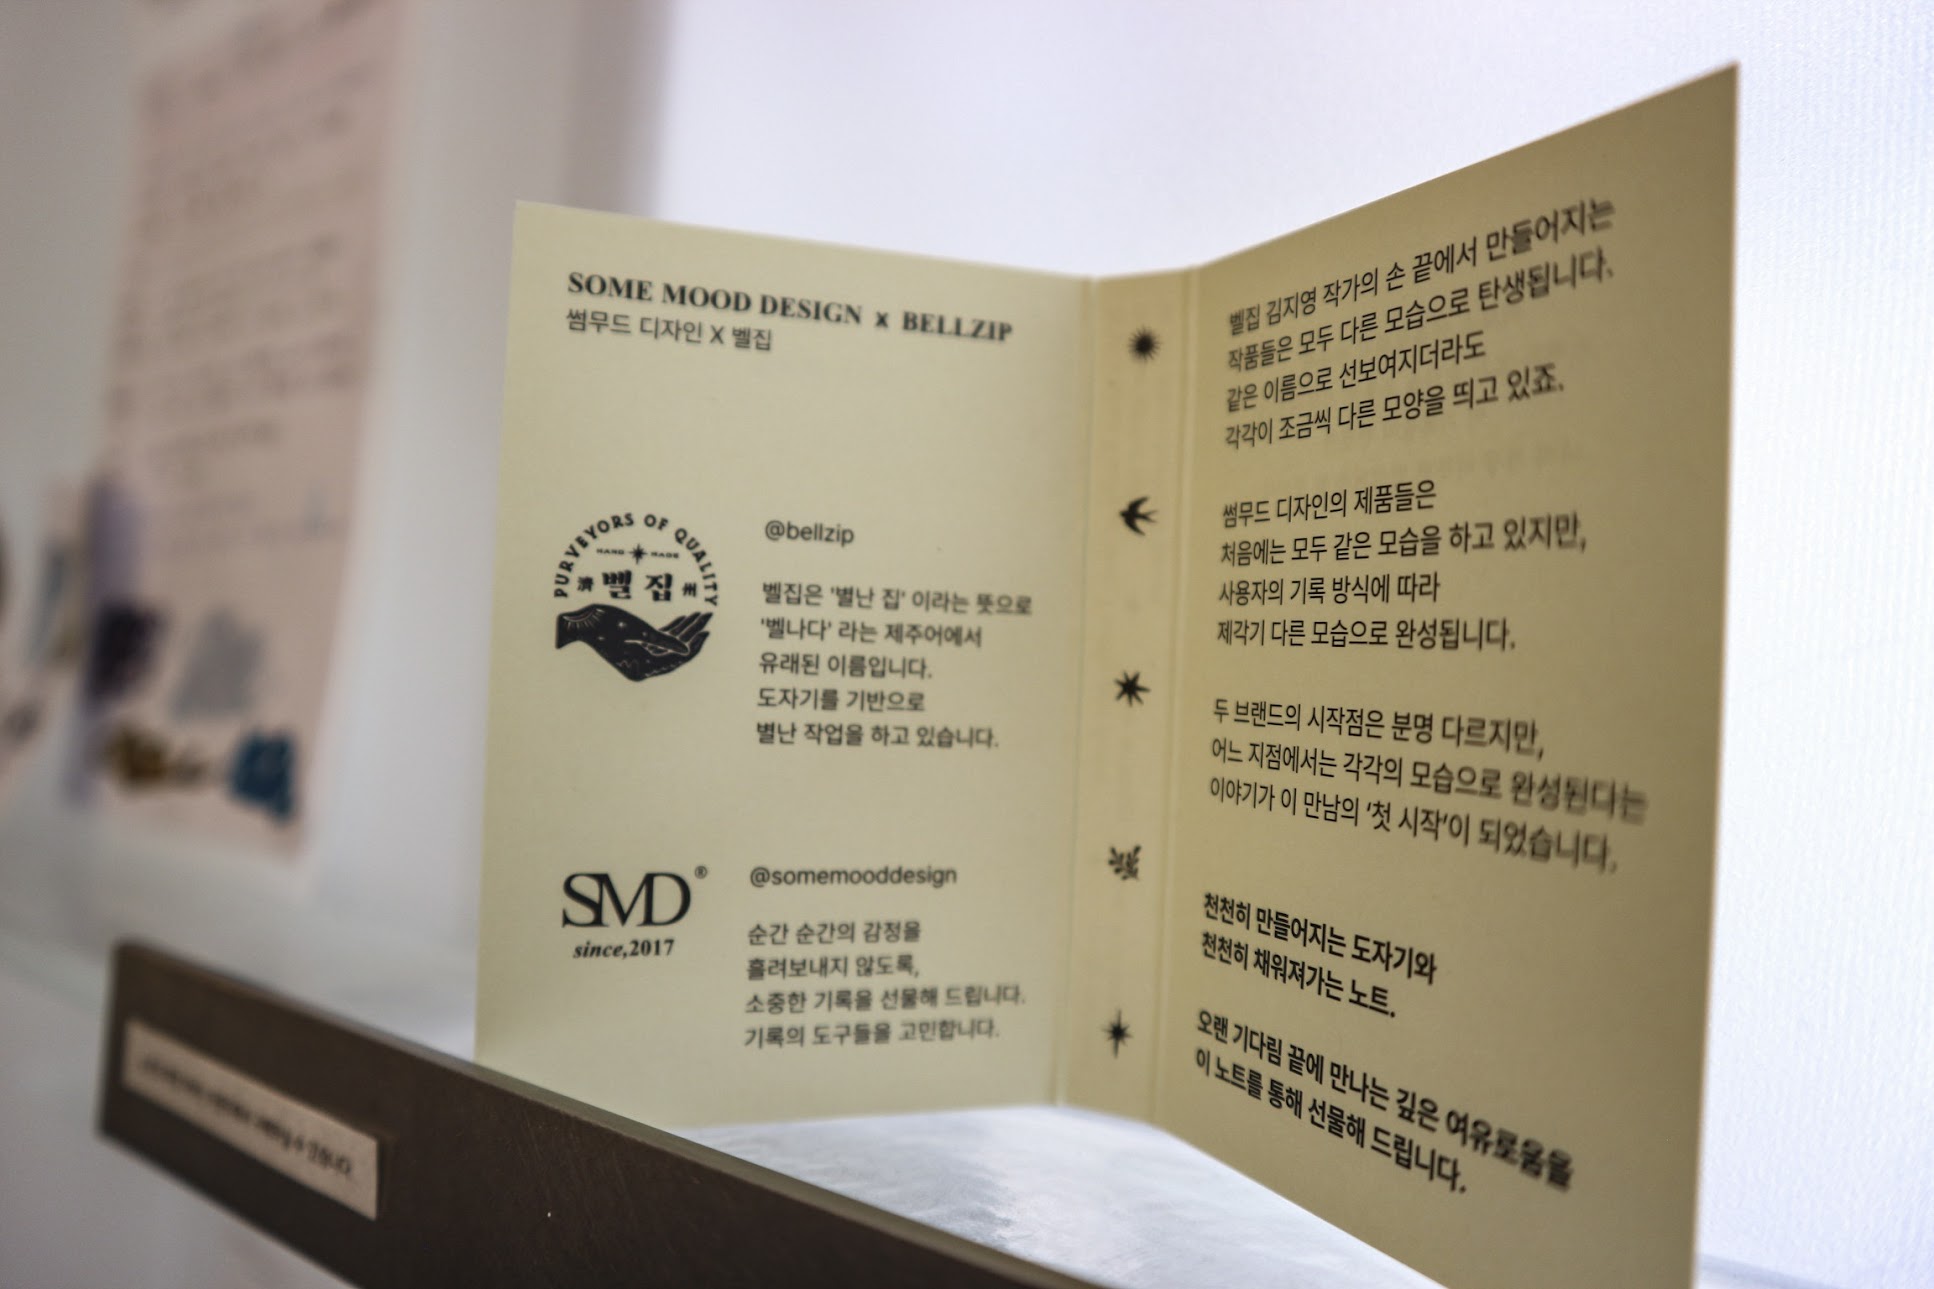 SOME MOOD DESIGN x BELLZIP
썸무드 디자인 X 벨집
PURVEYORS OF QUALITY
HAND MADE
濟 벨집 州
@bellzip
벨집은 '별난 집' 이라는 뜻으로
'벨나다' 라는 제주어에서
유래된 이름입니다.
도자기를 기반으로
별난 작업을 하고 있습니다.
SMD®
since,2017
@somemooddesign
순간 순간의 감정을
흘려보내지 않도록,
소중한 기록을 선물해 드립니다.
기록의 도구들을 고민합니다.
벨집 김지영 작가의 손 끝에서 만들어지는
작품들은 모두 다른 모습으로 탄생됩니다.
같은 이름으로 선보여지더라도
각각이 조금씩 다른 모양을 띄고 있죠.
썸무드 디자인의 제품들은
처음에는 모두 같은 모습을 하고 있지만,
사용자의 기록 방식에 따라
제각기 다른 모습으로 완성됩니다.
두 브랜드의 시작점은 분명 다르지만,
어느 지점에서는 각각의 모습으로 완성된다는
이야기가 이 만남의 '첫 시작'이 되었습니다.
천천히 만들어지는 도자기와
천천히 채워져가는 노트.
오랜 기다림 끝에 만나는 깊은 여유로움을
이 노트를 통해 선물해 드립니다.